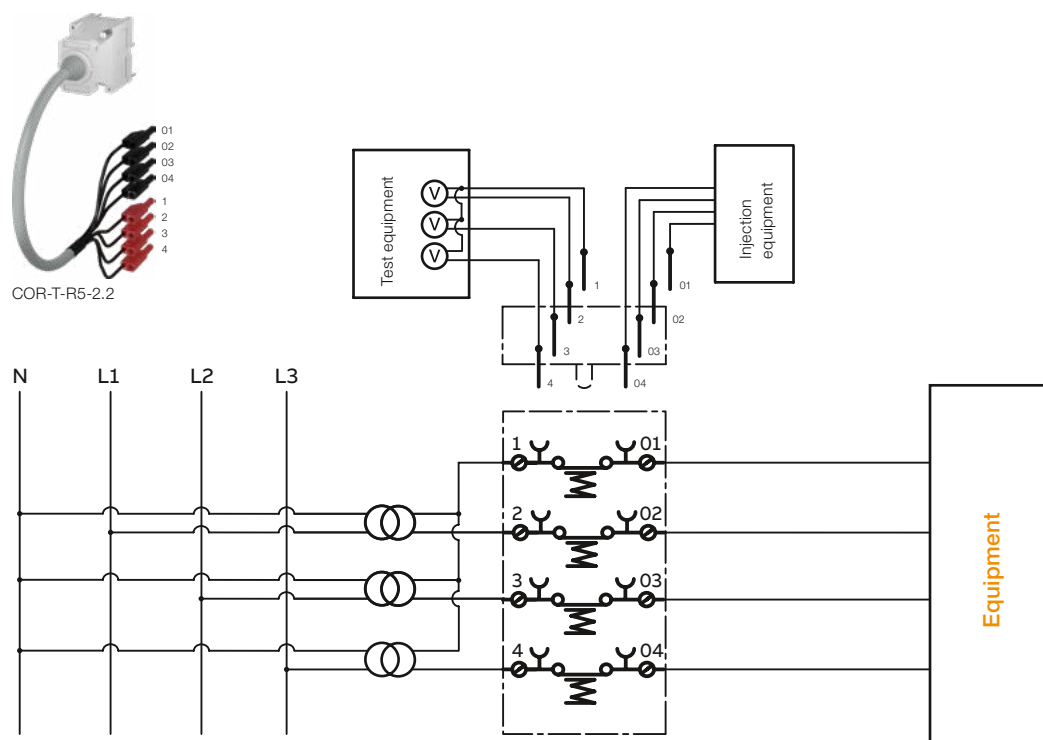 01
02
03
04
1
2
3
4
COR-T-R5-2.2
Test equipment
V
V
V
Injection
equipment
1
01
2
02
3
03
4
04
N L1 L2 L3
1 01
2 02
3 03
4 04
Equipment